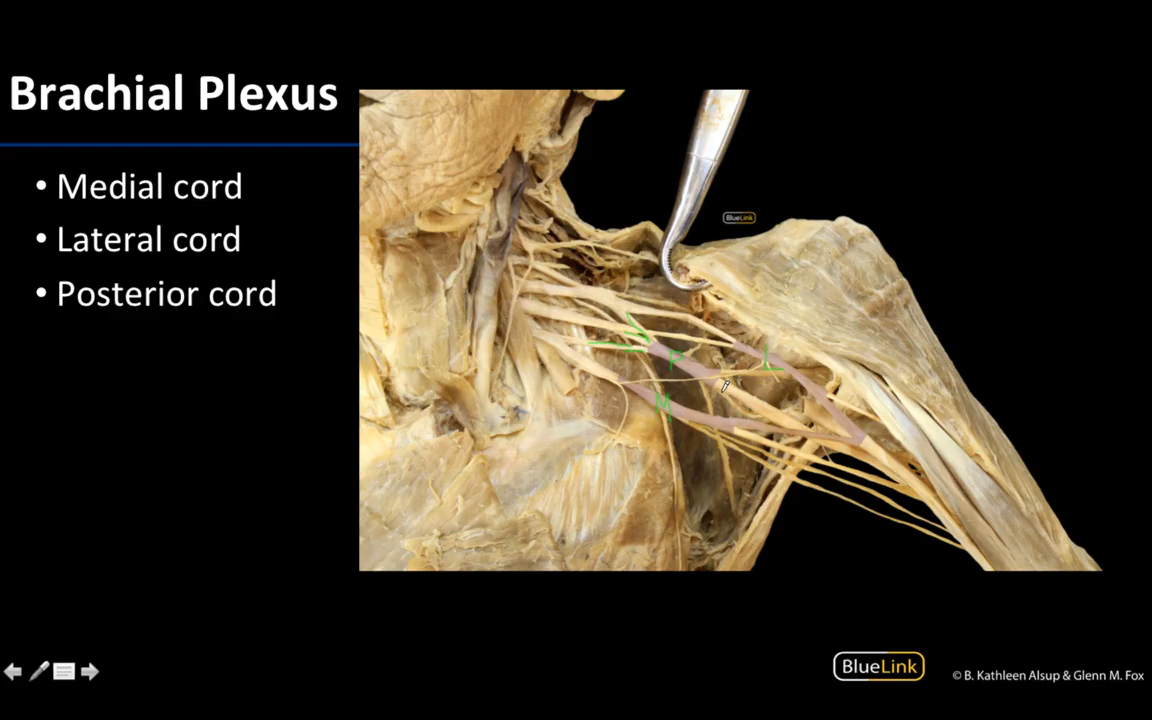 Brachial Plexus
• Medial cord
• Lateral cord
• Posterior cord
BlueLink
P
L
M
BlueLink
© B. Kathleen Alsup & Glenn M. Fox